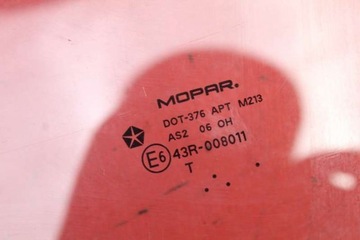 MOPAR.
DOT-376 APT M213
AS2 06 OH
E6 43R-008011
T